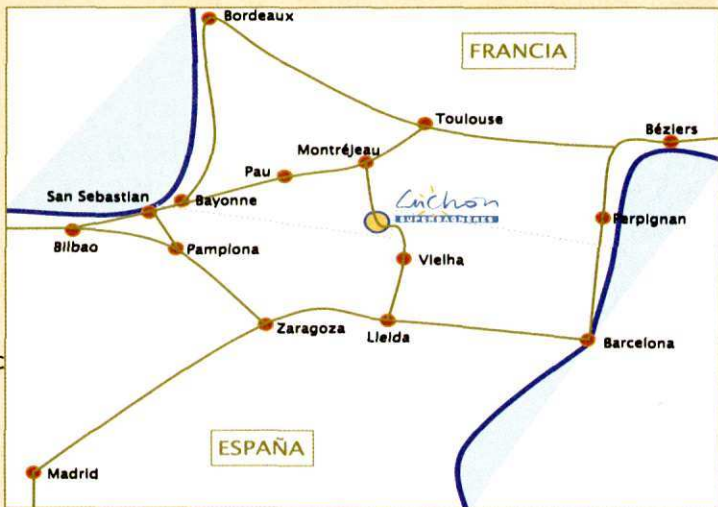 Bordeaux
FRANCIA
Toulouse
Béziers
Montréjeau
Pau
San Sebastian
Bayonne
Luchon
SUPERBAGNERES
Perpignan
Bilbao
Pamplona
Vielha
Zaragoza
Lleida
Barcelona
ESPAÑA
Madrid